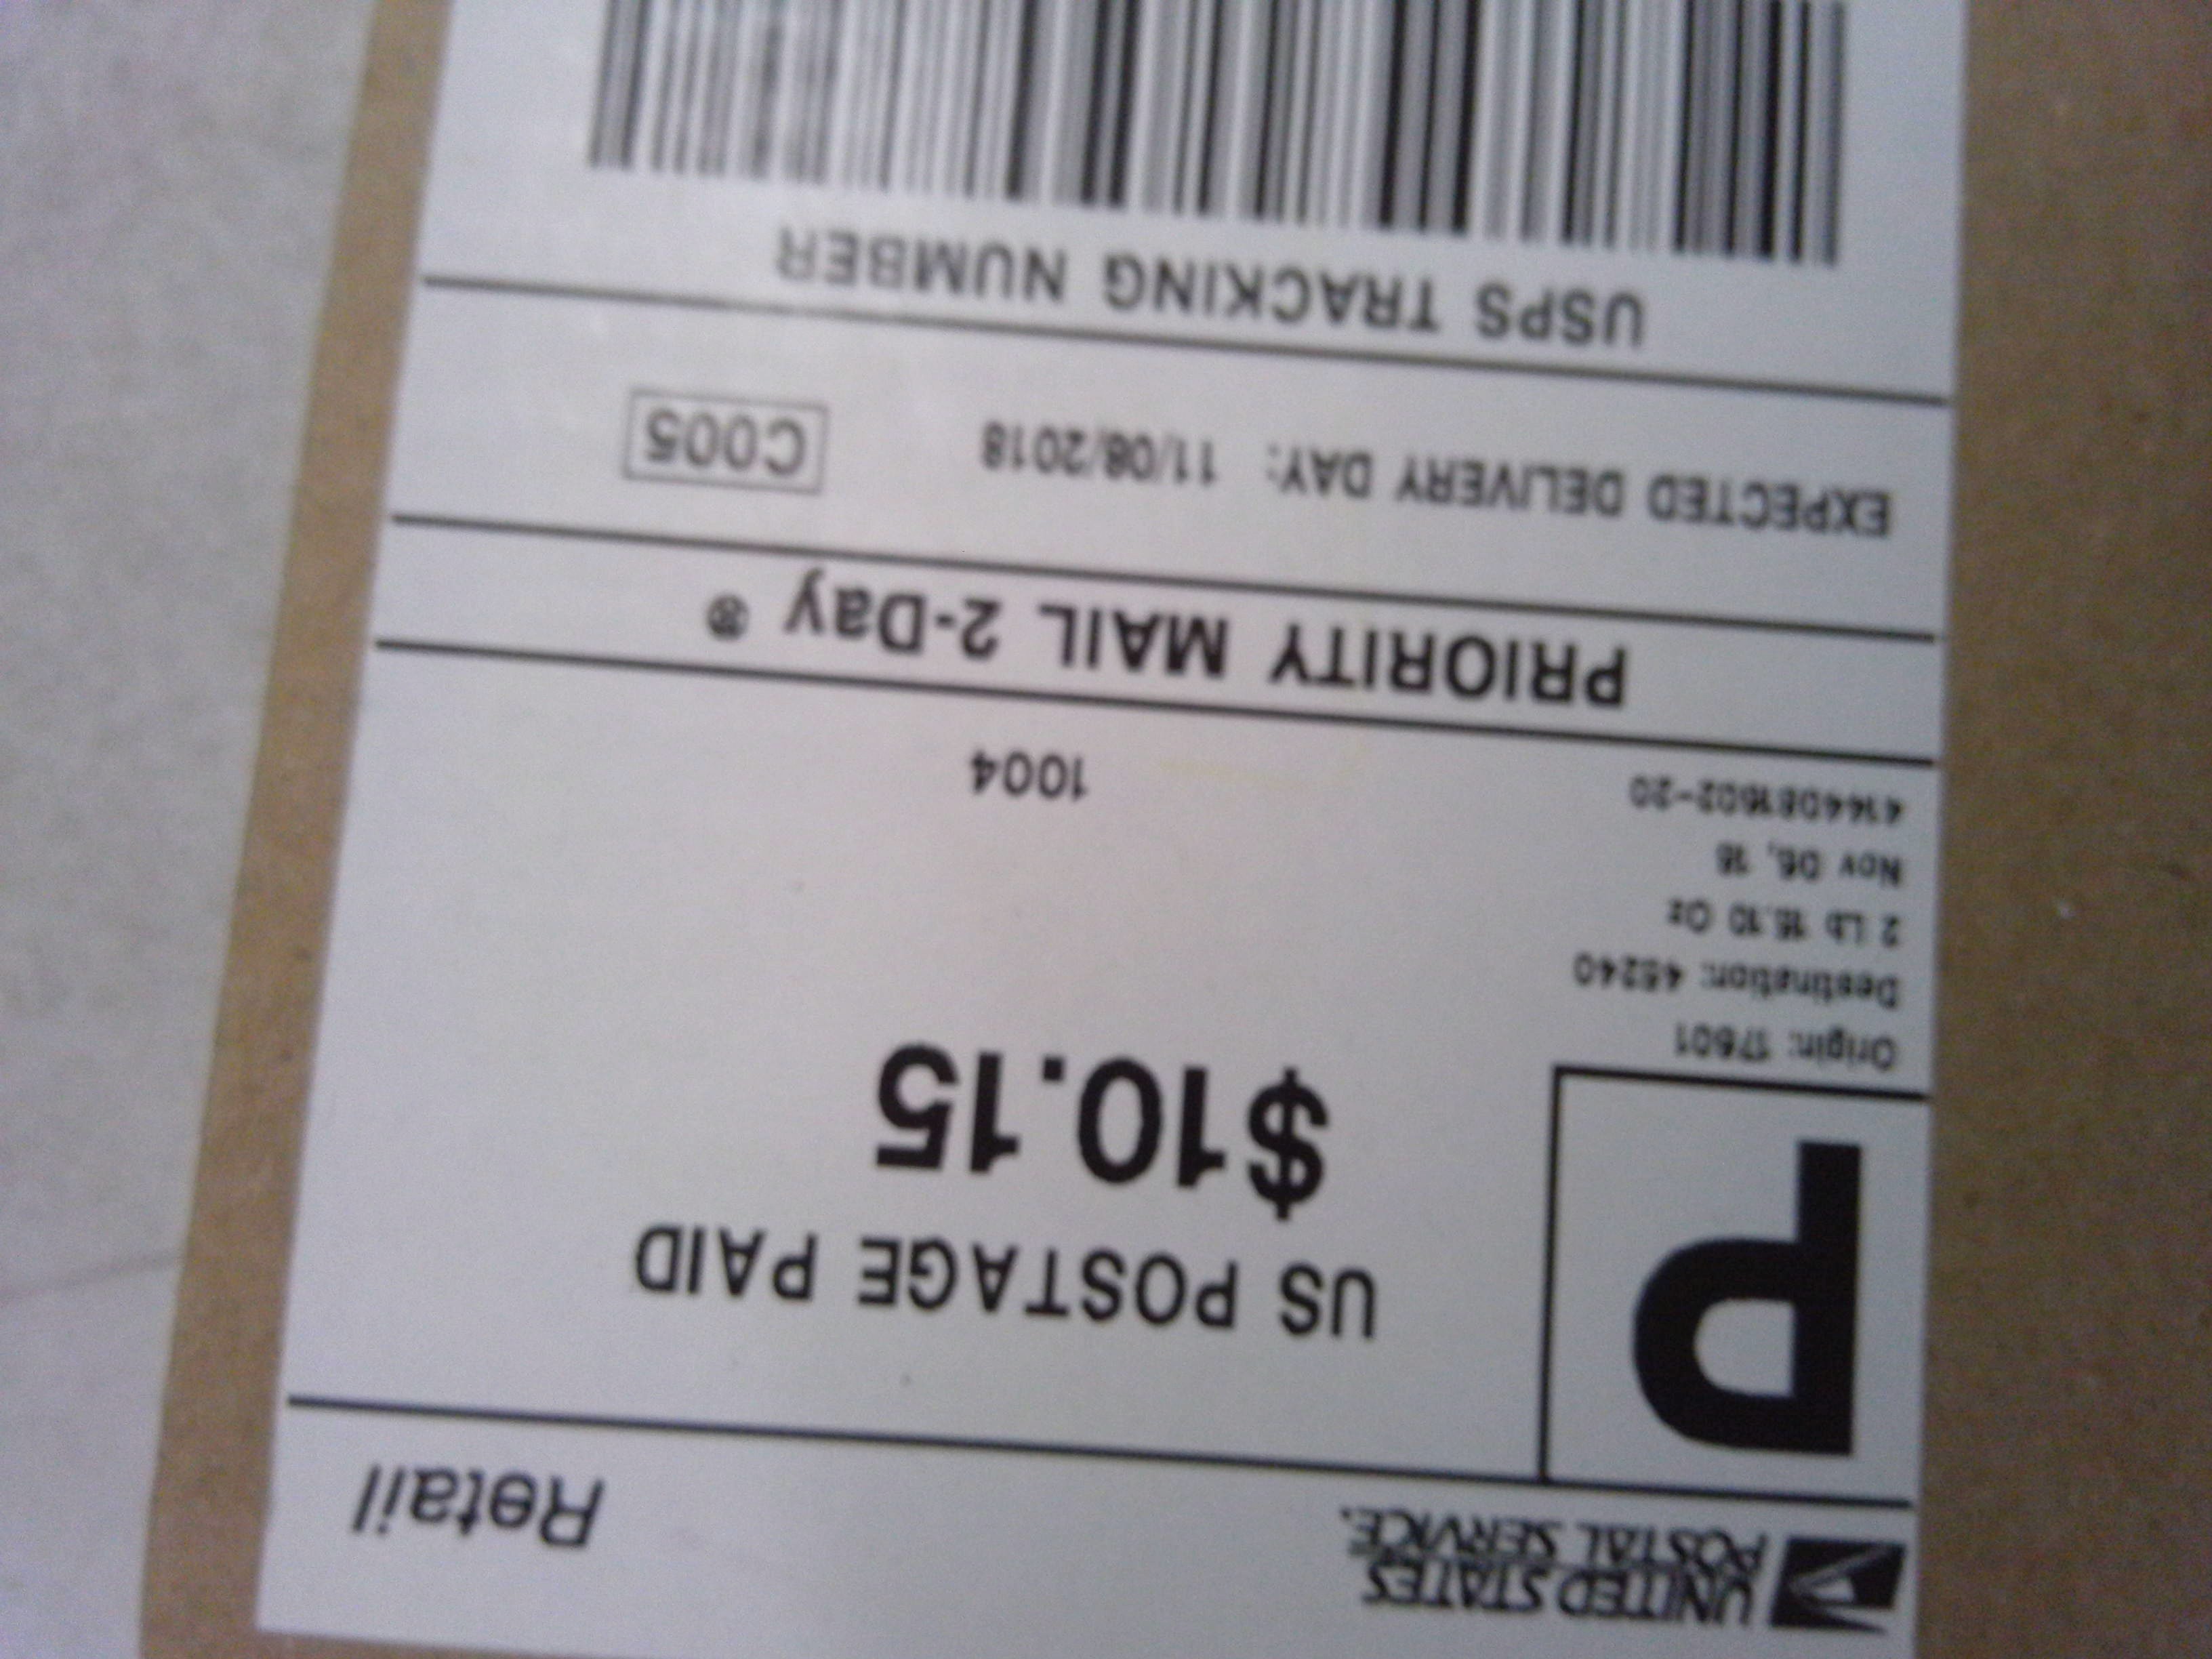 UNITED STATES
POSTAL SERVICE.
Retail
P
US POSTAGE PAID
$10.15
Origin: 17601
Destination: 45240
2 Lb 15.10 Oz
Nov 06, 18
1004
PRIORITY MAIL 2-Day ®
EXPECTED DELIVERY DAY: 11/08/2018
C005
USPS TRACKING NUMBER